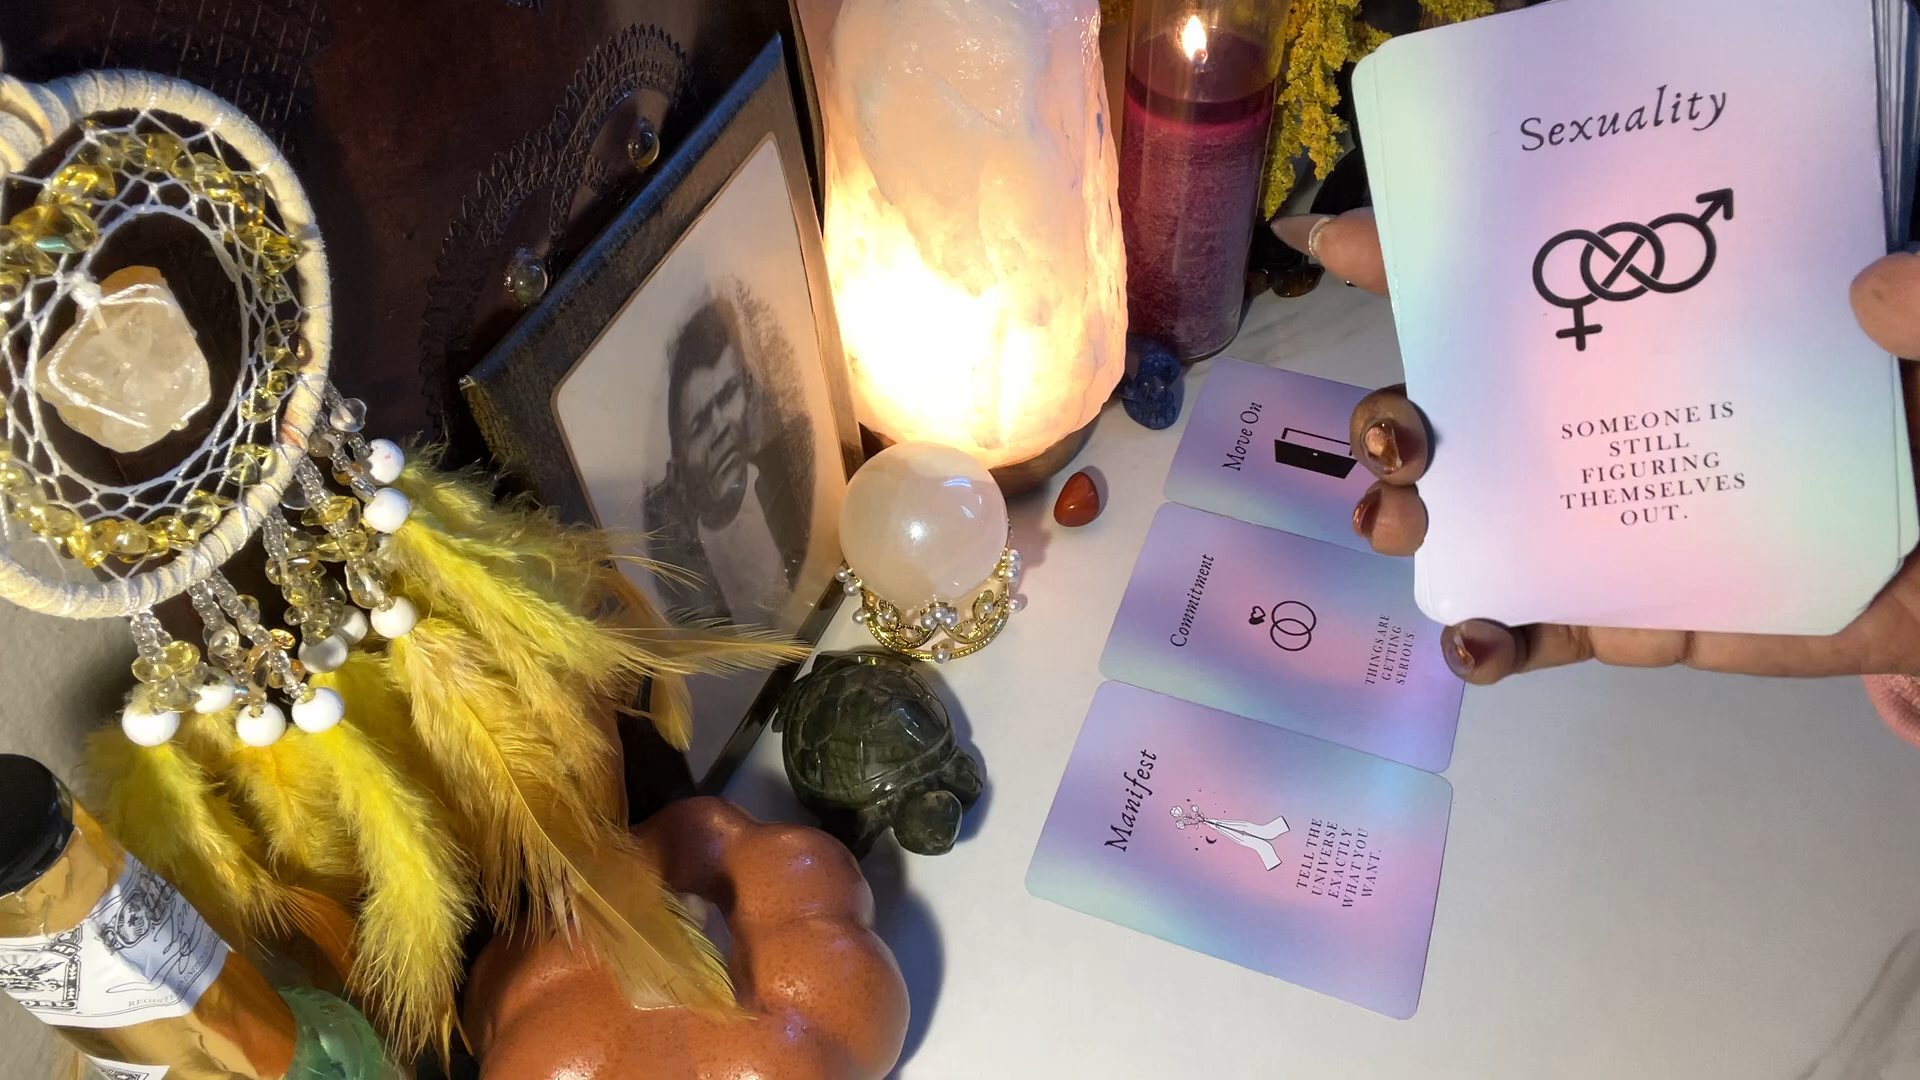 Sexuality
SOMEONE IS
STILL
FIGURING
THEMSELVES
OUT.
Move On
Commitment
THINGS ARE
GETTING
SERIOUS.
Manifest
TELL THE
UNIVERSE
EXACTLY
WHAT YOU
WANT.